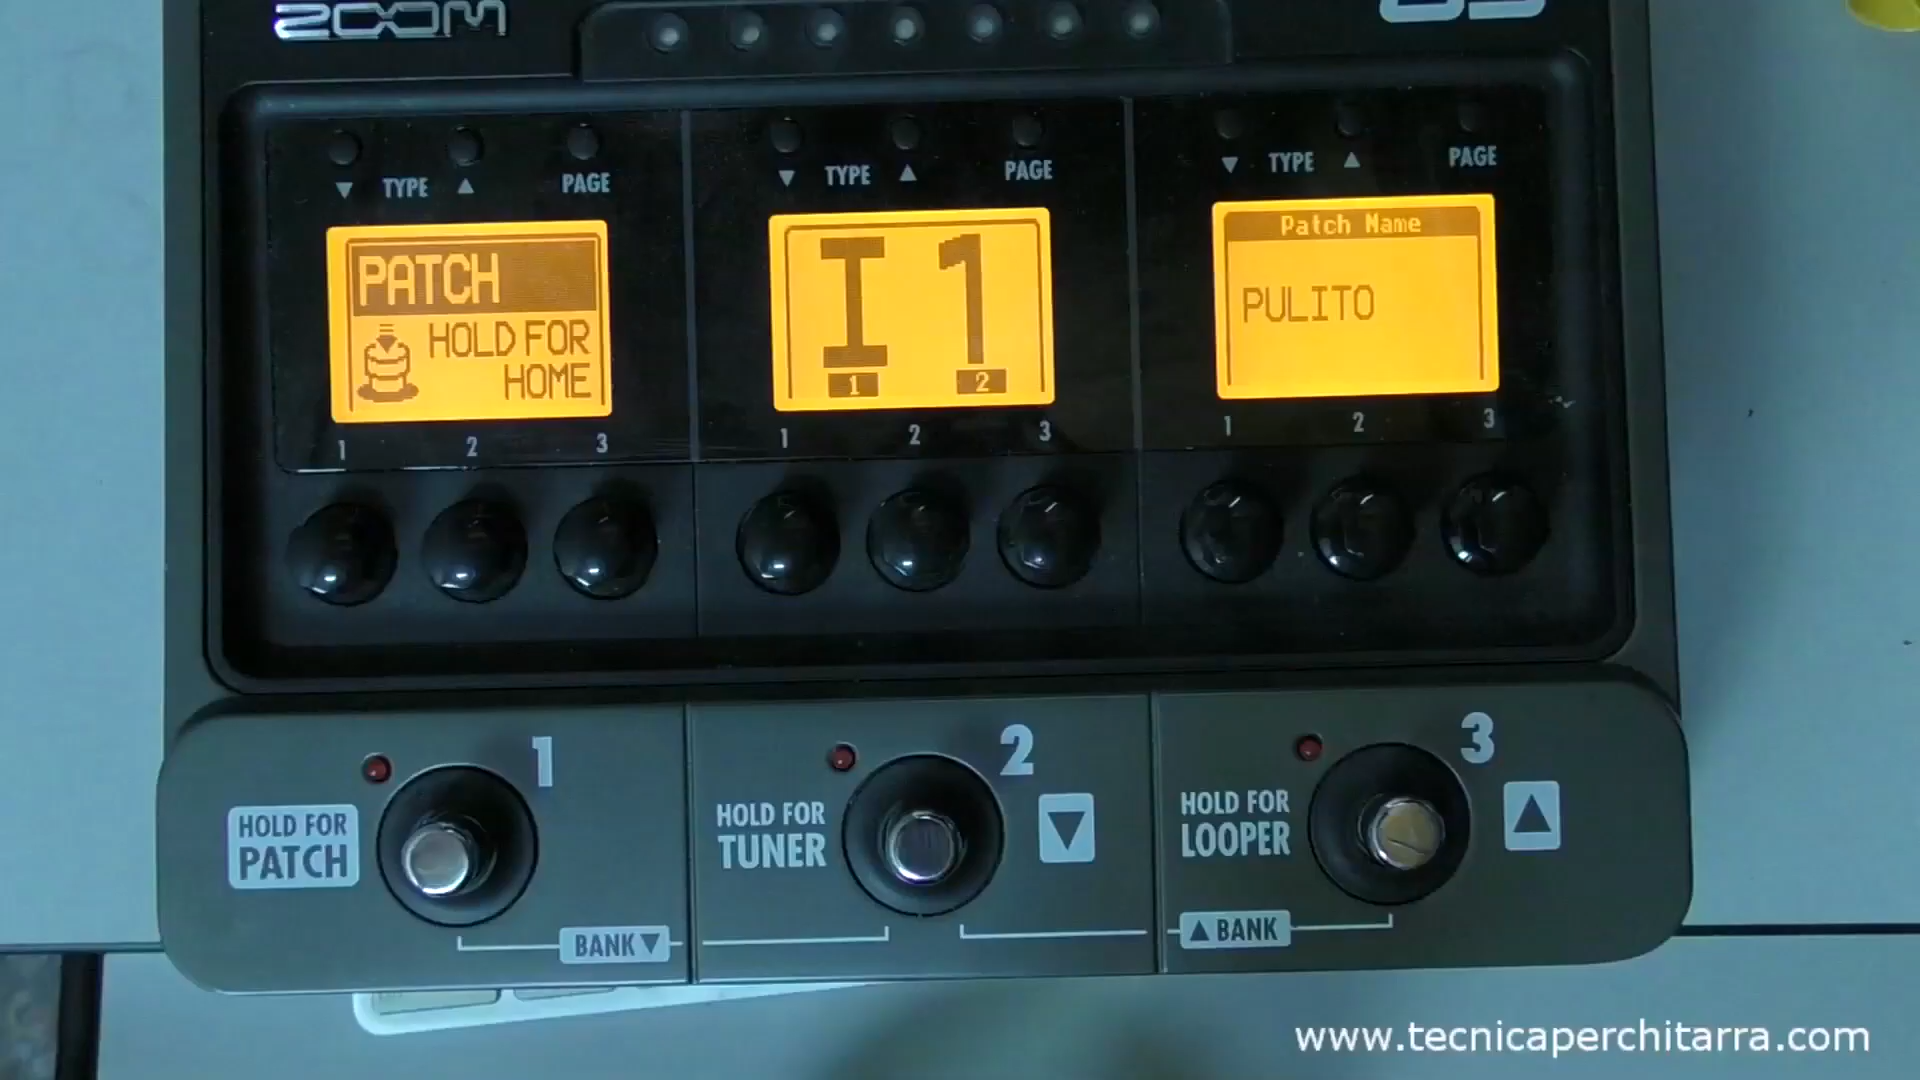 ZOOM G3
▼ TYPE ▲ PAGE
▼ TYPE ▲ PAGE
▼ TYPE ▲ PAGE
PATCH
HOLD FOR
HOME
I 1
1 2
Patch Name
PULITO
1 2 3
1 2 3
1 2 3
1
HOLD FOR
PATCH
2
HOLD FOR
TUNER
▼
3
HOLD FOR
LOOPER
▲
BANK ▼
▲ BANK
www.tecnicaperchitarra.com